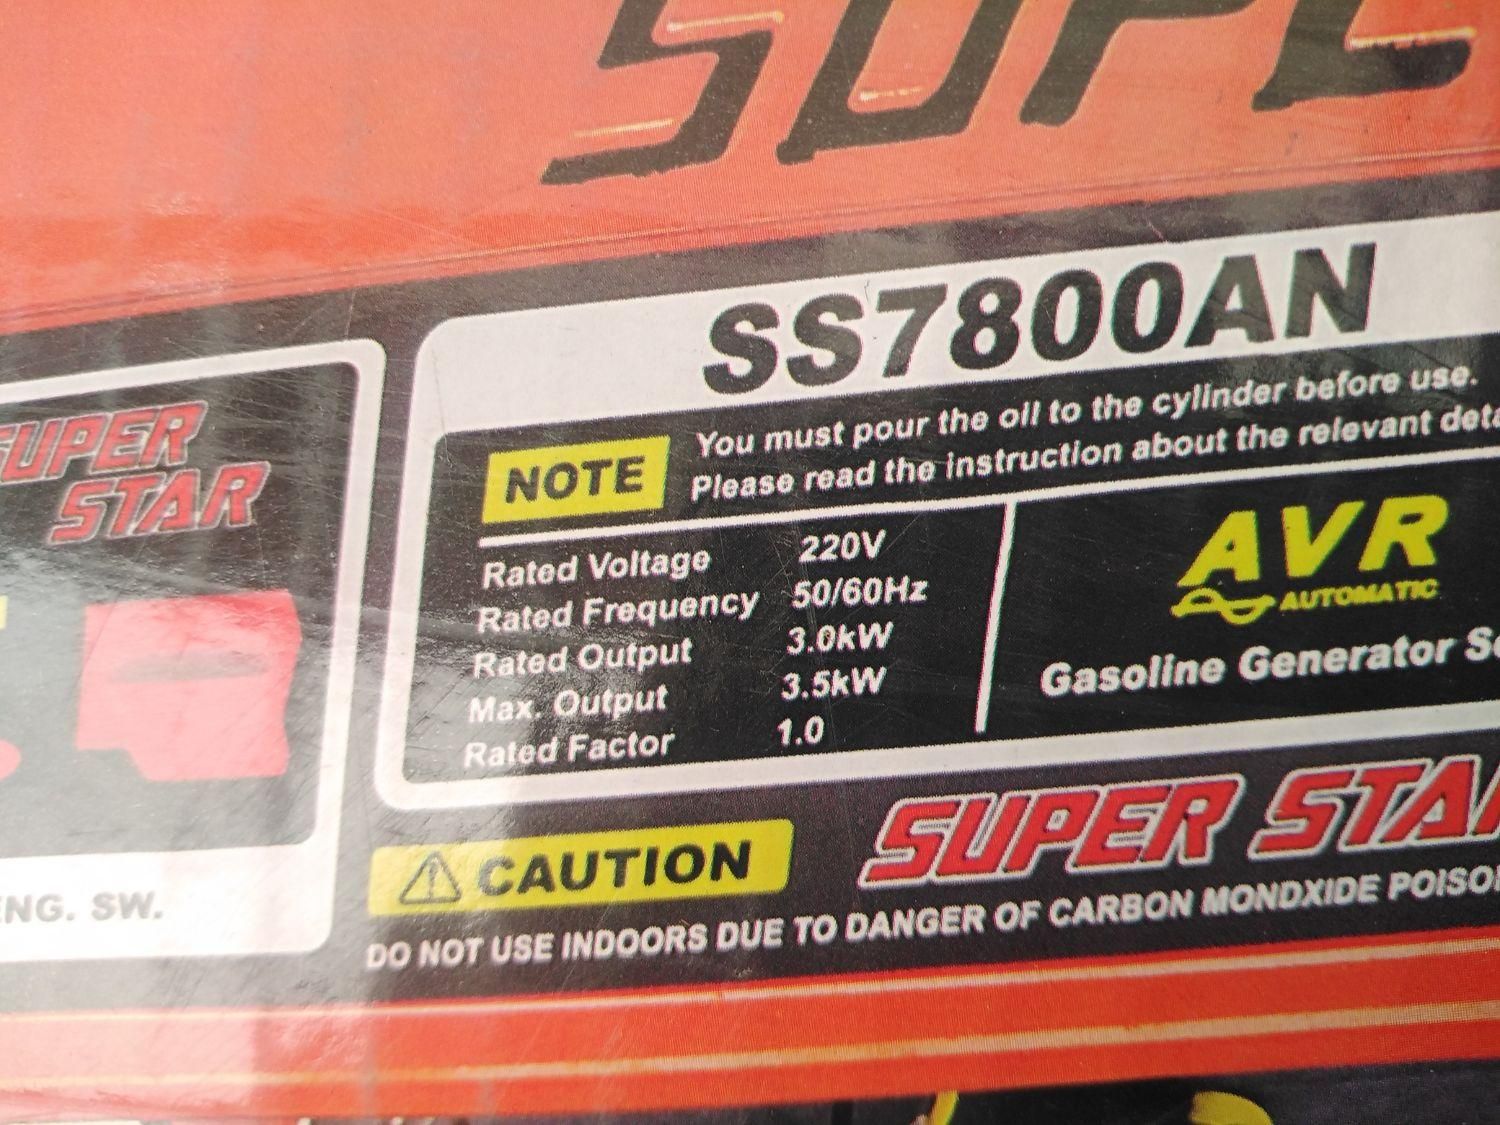 SUPE
SUPER
STAR
ENG. SW.
SS7800AN
NOTE
You must pour the oil to the cylinder before use.
Please read the instruction about the relevant deta
Rated Voltage 220V
Rated Frequency 50/60Hz
Rated Output 3.0kW
Max. Output 3.5kW
Rated Factor 1.0
AVR
AUTOMATIC
Gasoline Generator Se
CAUTION
SUPER STAR
DO NOT USE INDOORS DUE TO DANGER OF CARBON MONDXIDE POISO